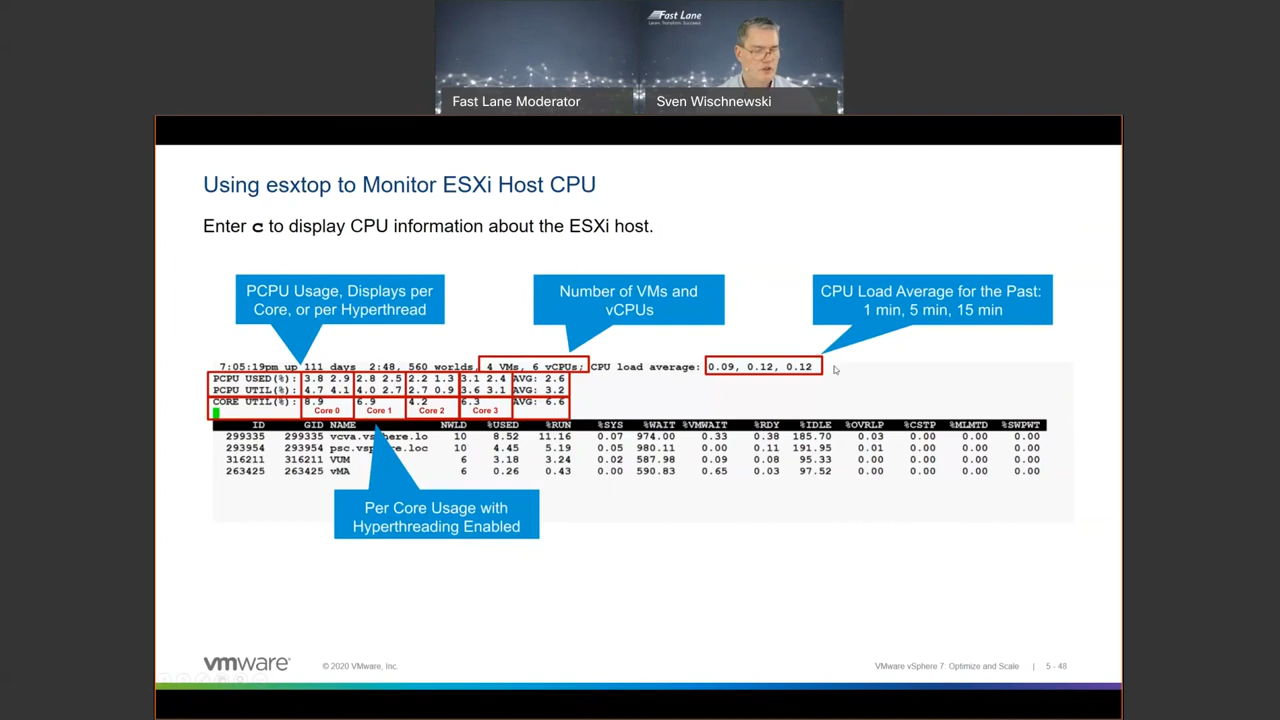 Fast Lane
Fast Lane Moderator
Sven Wischnewski
Using esxtop to Monitor ESXi Host CPU
Enter c to display CPU information about the ESXi host.
PCPU Usage, Displays per
Core, or per Hyperthread
Number of VMs and
vCPUs
CPU Load Average for the Past:
1 min, 5 min, 15 min
7:05:19pm up 111 days  2:48, 560 worlds, 4 VMs, 6 vCPUs; CPU load average: 0.09, 0.12, 0.12
PCPU USED(%): 3.8 2.9 2.8 2.5 2.2 1.3 3.1 2.4 AVG: 2.6
PCPU UTIL(%): 4.7 4.1 4.0 2.7 2.7 0.9 3.6 3.1 AVG: 3.2
CORE UTIL(%): 8.9 6.9 4.2 6.3 AVG: 6.6
Core 0 Core 1 Core 2 Core 3
ID GID NAME NWLD %USED %RUN %SYS %WAIT %VMWAIT %RDY %IDLE %OVRLP %CSTP %MLMTD %SWPWT
299335 299335 vcva.vsphere.lo 10 8.52 11.16 0.07 974.00 0.33 0.38 185.70 0.03 0.00 0.00 0.00
293954 293954 psc.vsphere.loc 10 4.45 5.19 0.05 980.11 0.00 0.11 191.95 0.01 0.00 0.00 0.00
316211 316211 VUM 6 3.18 3.24 0.02 587.98 0.09 0.08 95.33 0.00 0.00 0.00 0.00
263425 263425 vMA 6 0.26 0.43 0.00 590.83 0.65 0.03 97.52 0.00 0.00 0.00 0.00
Per Core Usage with
Hyperthreading Enabled
vmware® © 2020 VMware, Inc. VMware vSphere 7: Optimize and Scale | 5 - 48